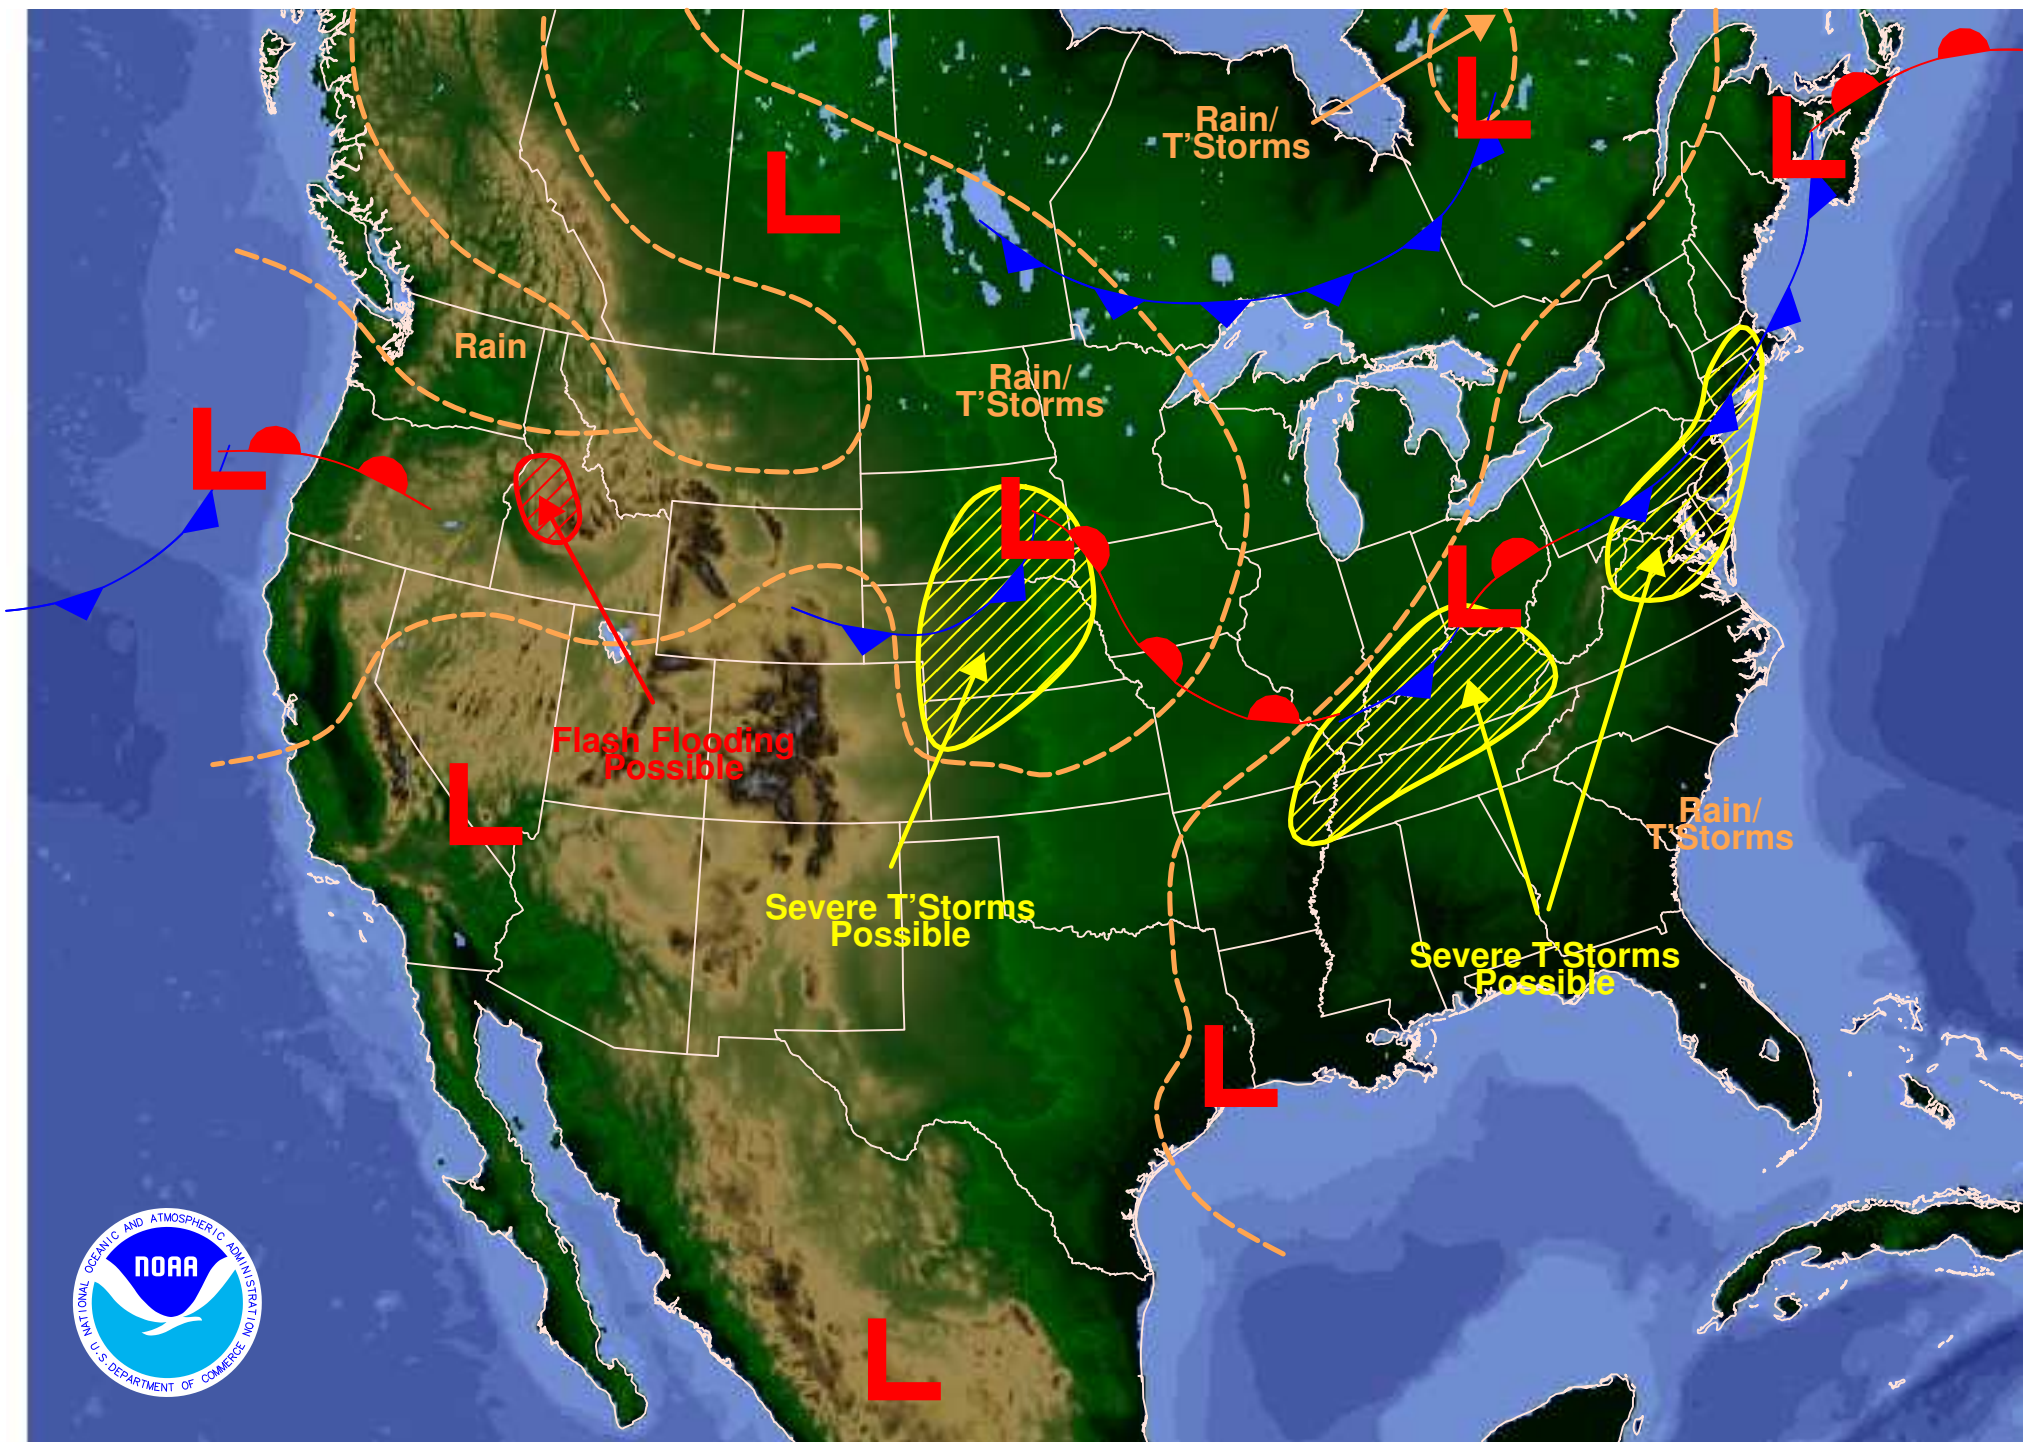 Rain/
T'Storms
L
L
L
Rain
Rain/
T'Storms
L
L
L
Flash Flooding
Possible
L
Rain/
T'Storms
Severe T'Storms
Possible
Severe T'Storms
Possible
L
L
NATIONAL OCEANIC AND ATMOSPHERIC ADMINISTRATION
NOAA
U.S. DEPARTMENT OF COMMERCE